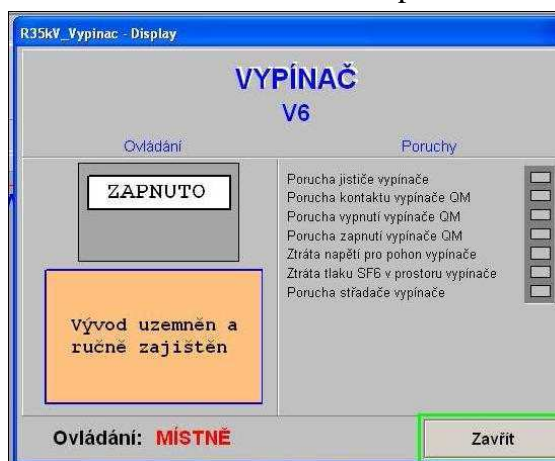 R35kV_Vypinac - Display
VYPÍNAČ
V6
Ovládání
Poruchy
ZAPNUTO
Porucha jističe vypínače
Porucha kontaktu vypínače QM
Porucha vypnutí vypínače QM
Porucha zapnutí vypínače QM
Ztráta napětí pro pohon vypínače
Ztráta tlaku SF6 v prostoru vypínače
Porucha střadače vypínače
Vývod uzemněn a
ručně zajištěn
Ovládání: MÍSTNĚ
Zavřít